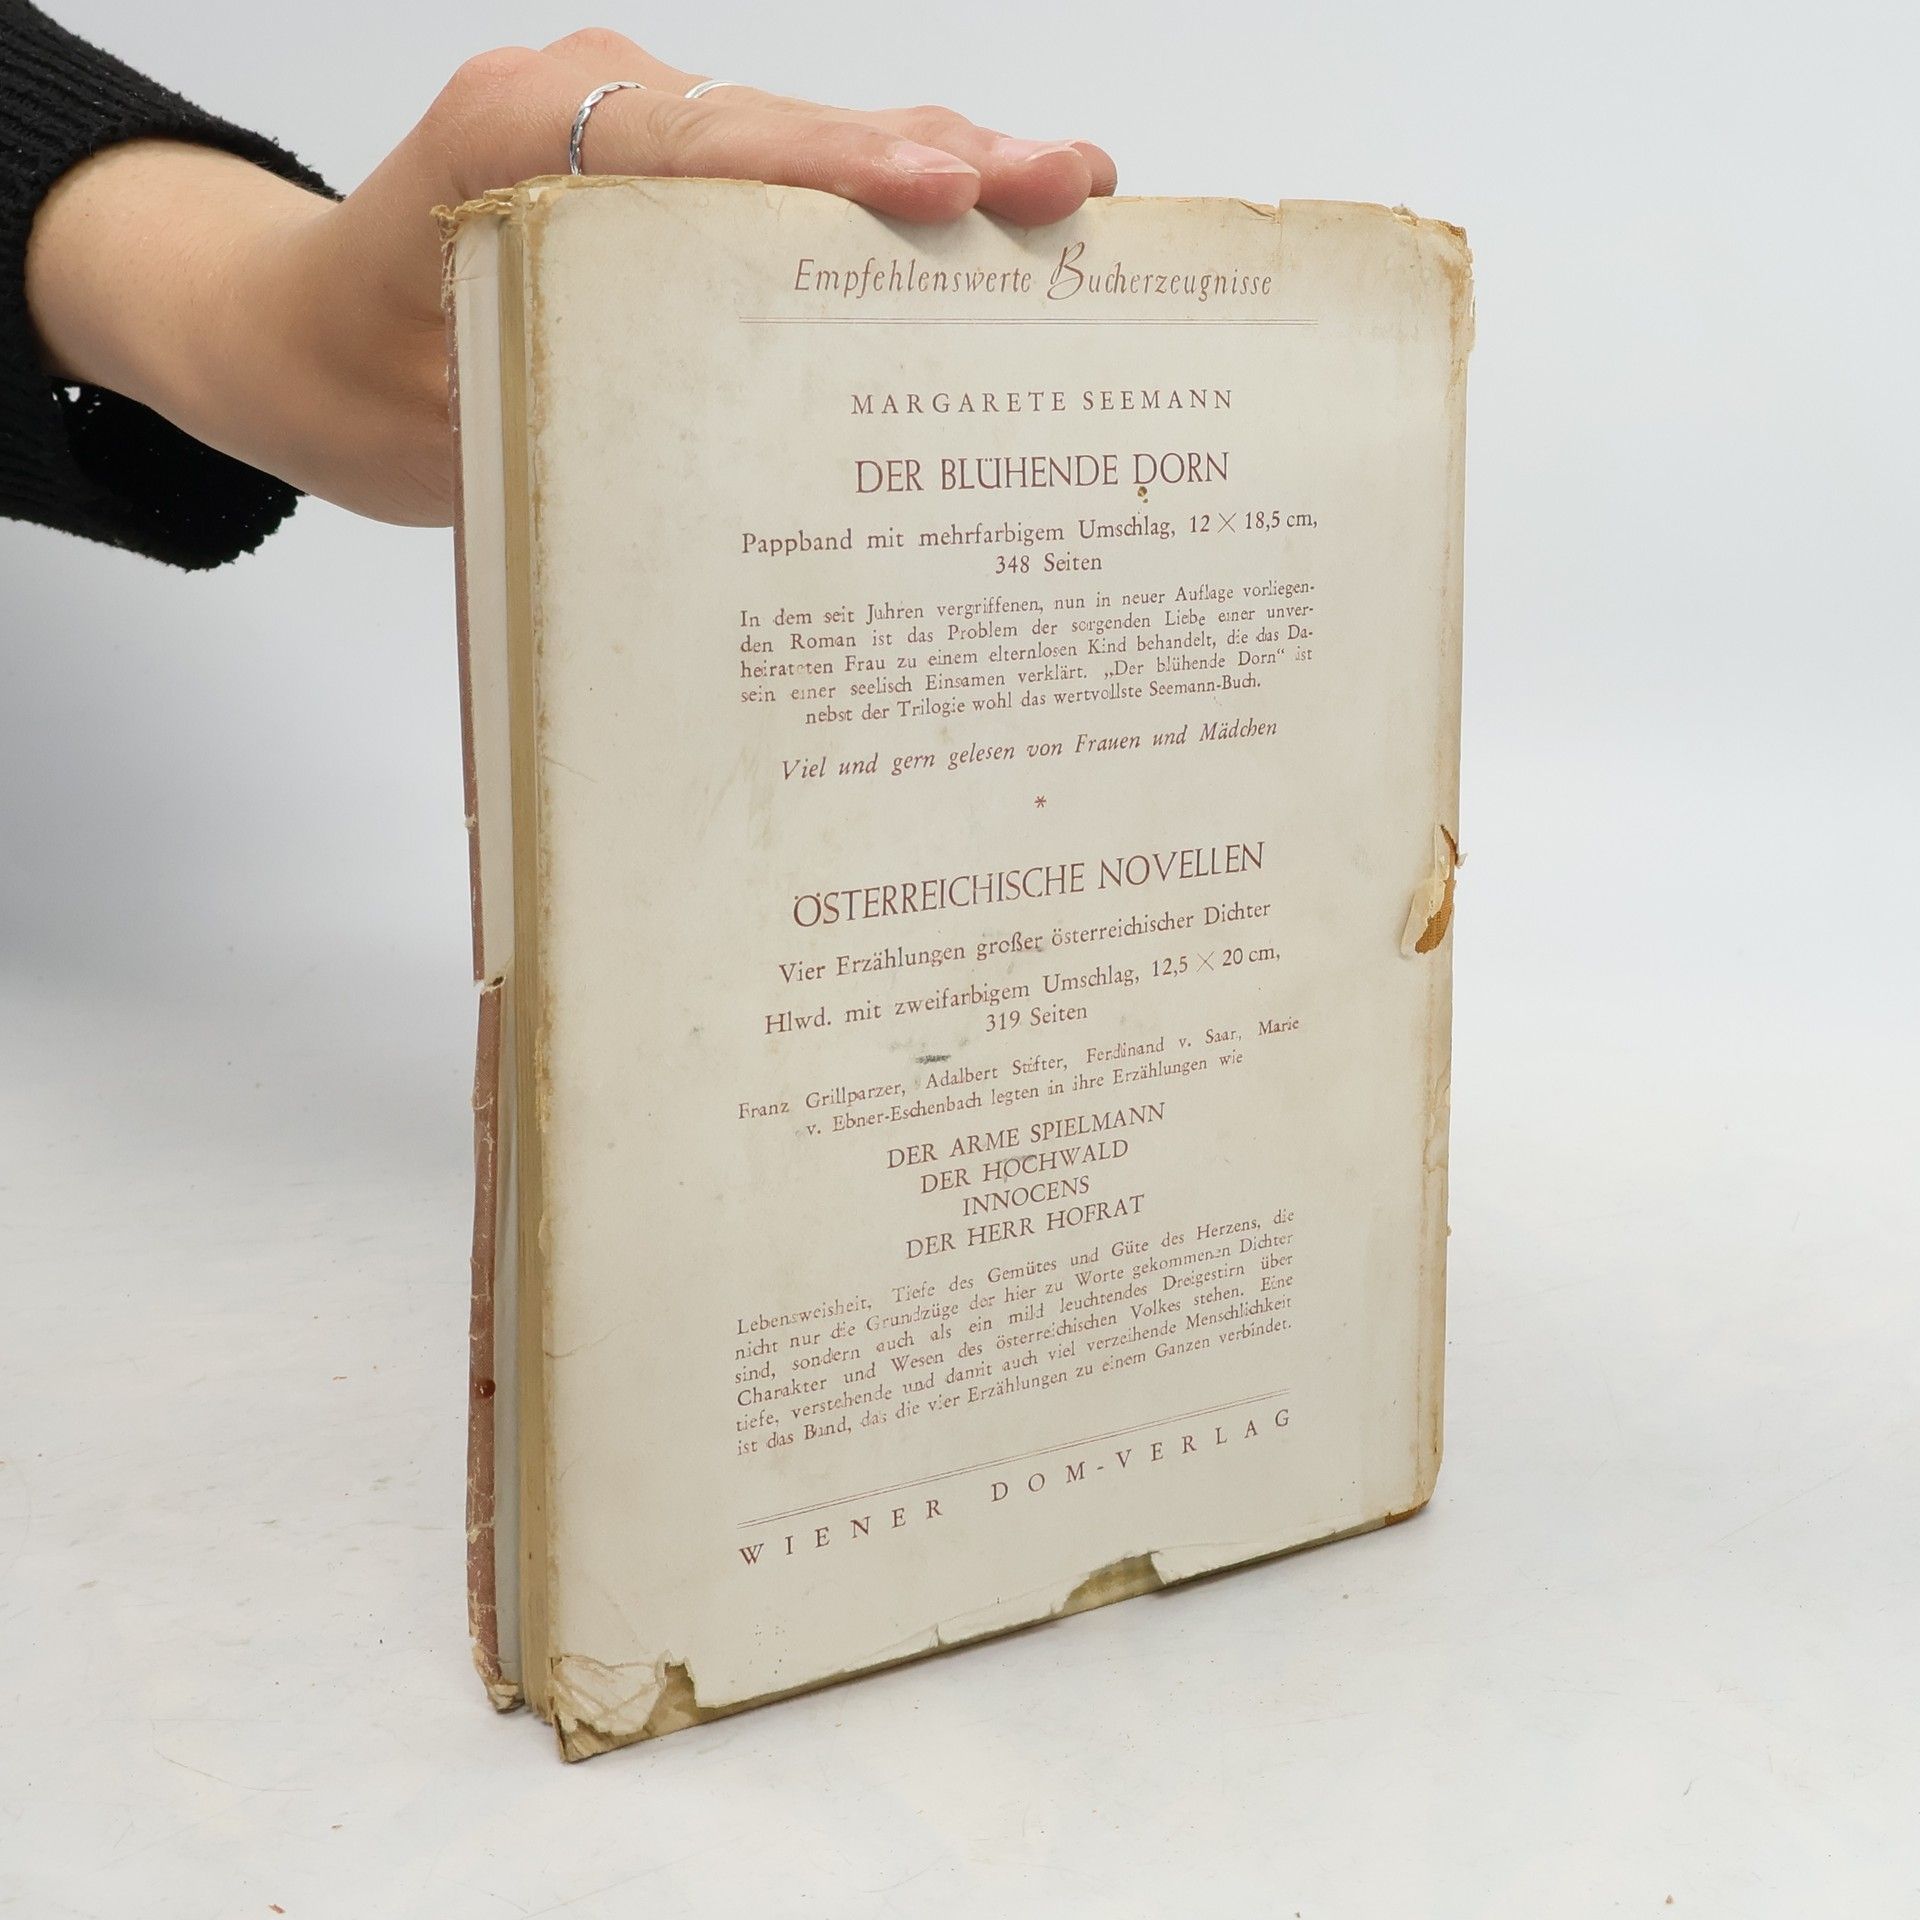 Empfehlenswerte Bucherzeugnisse
MARGARETE SEEMANN
DER BLÜHENDE DORN
Pappband mit mehrfarbigem Umschlag, 12 × 18,5 cm,
348 Seiten
In dem seit Jahren vergriffenen, nun in neuer Auflage vorliegen-
den Roman ist das Problem der sorgenden Liebe einer unver-
heirateten Frau zu einem elternlosen Kind behandelt, die das Da-
sein einer seelisch Einsamen verklärt. „Der blühende Dorn“ ist
nebst der Trilogie wohl das wertvollste Seemann-Buch.
Viel und gern gelesen von Frauen und Mädchen
*
ÖSTERREICHISCHE NOVELLEN
Vier Erzählungen großer österreichischer Dichter
Hlwd. mit zweifarbigem Umschlag, 12,5 × 20 cm,
319 Seiten
Franz Grillparzer, Adalbert Stifter, Ferdinand v. Saar, Marie
v. Ebner-Eschenbach legten in ihre Erzählungen wie
DER ARME SPIELMANN
DER HOCHWALD
INNOCENS
DER HERR HOFRAT
Lebensweisheit, Tiefe des Gemütes und Güte des Herzens, die
nicht nur die Grundzüge der hier zu Worte gekommenen Dichter
sind, sondern auch als ein mild leuchtendes Dreigestirn über
Charakter und Wesen des österreichischen Volkes stehen. Eine
tiefe, verstehende und damit auch viel verzeihende Menschlichkeit
ist das Band, das die vier Erzählungen zu einem Ganzen verbindet.
WIENER DOM-VERLAG